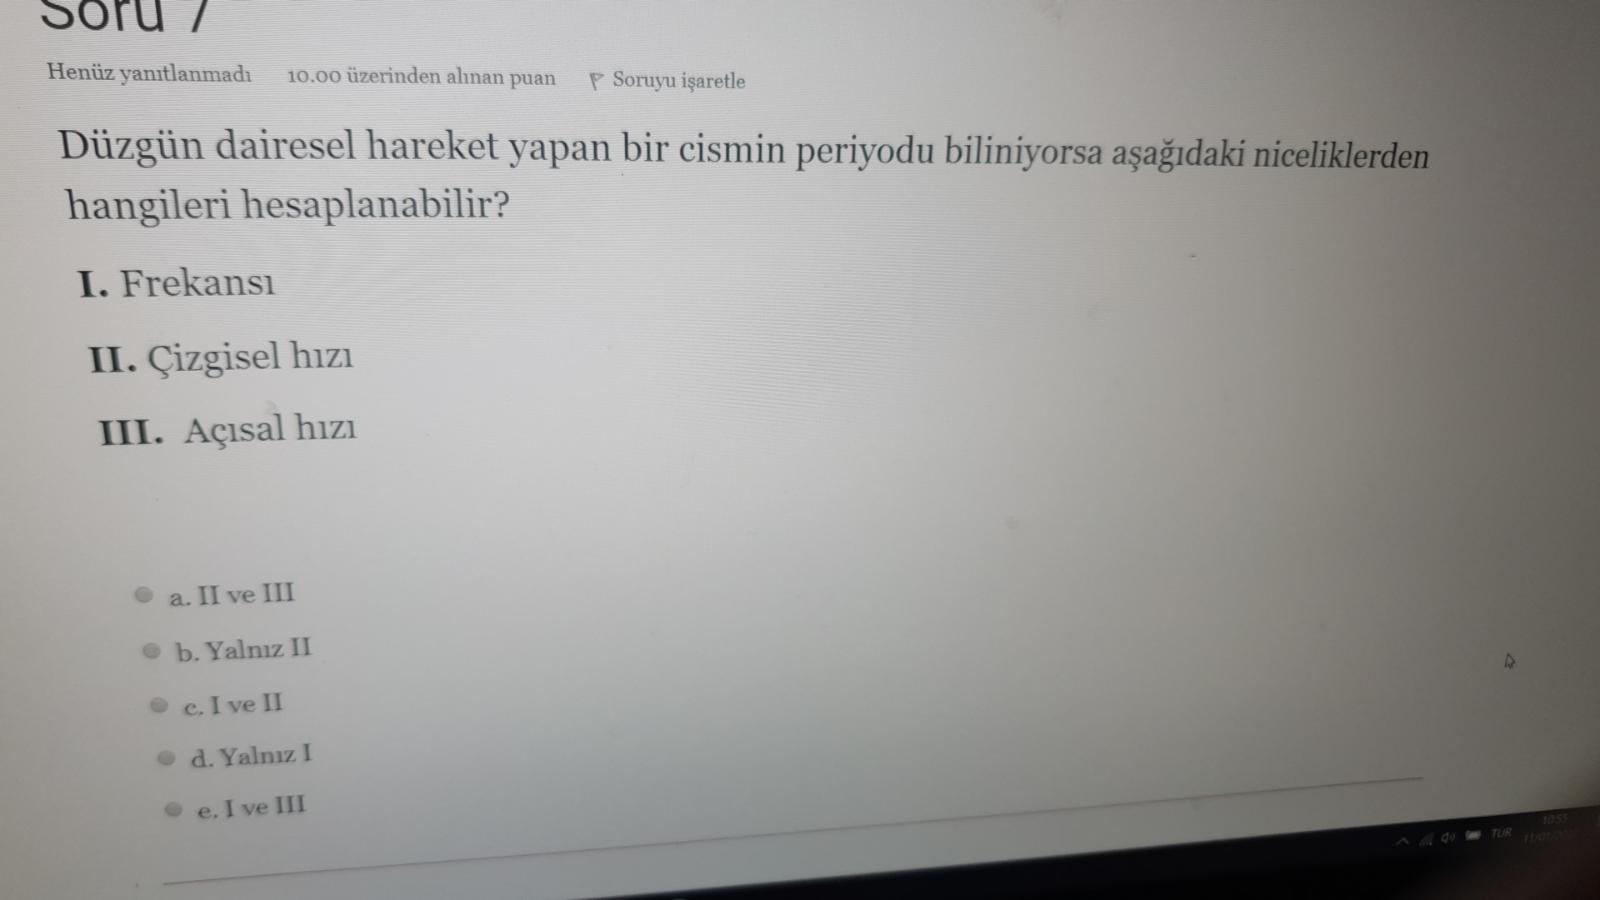 Soru 7
Henüz yanıtlanmadı 10.00 üzerinden alınan puan Soruyu işaretle
Düzgün dairesel hareket yapan bir cismin periyodu biliniyorsa aşağıdaki niceliklerden
hangileri hesaplanabilir?
I. Frekansı
II. Çizgisel hızı
III. Açısal hızı
a. II ve III
b. Yalnız II
c. I ve II
d. Yalnız I
e. I ve III
TUR
10:55